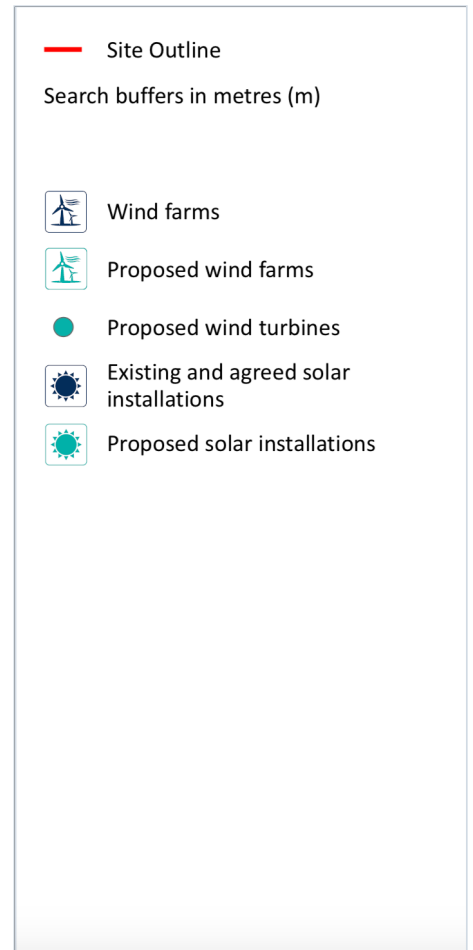 Site Outline
Search buffers in metres (m)
Wind farms
Proposed wind farms
Proposed wind turbines
Existing and agreed solar
installations
Proposed solar installations